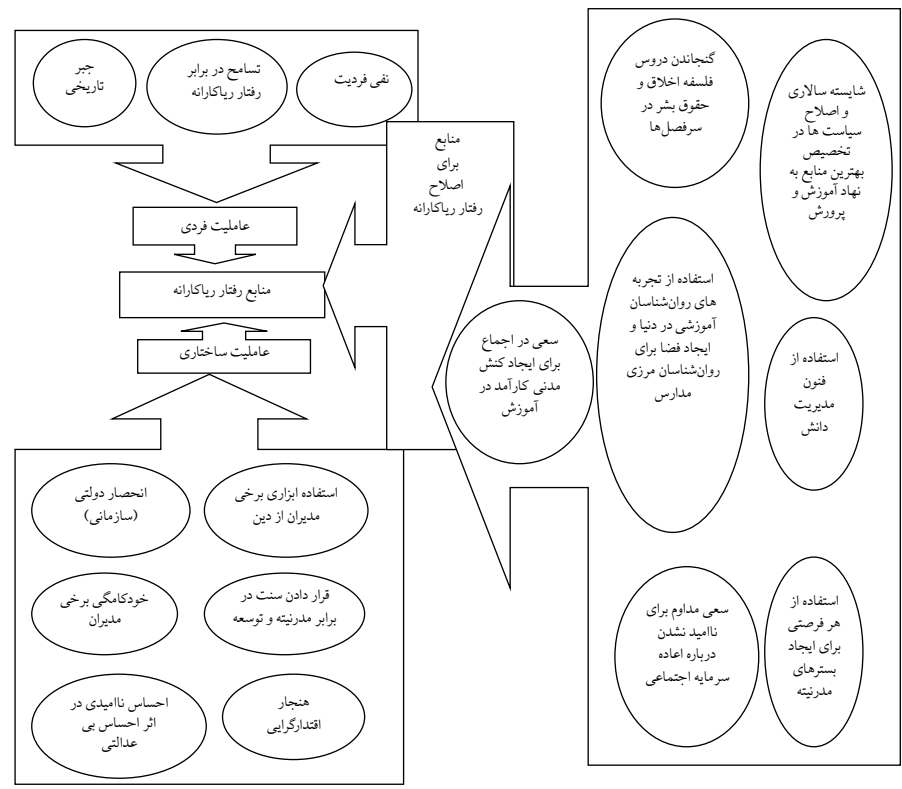 جبر
تاریخی
تسامح در برابر
رفتار ریاکارانه
نفی فردیت
عاملیت فردی
منابع رفتار ریاکارانه
عاملیت ساختاری
انحصار دولتی
(سازمانی)
استفاده ابزاری برخی
مدیران از دین
خودکامگی برخی
مدیران
قرار دادن سنت در
برابر مدرنیته و توسعه
احساس ناامیدی در
اثر احساس بی
عدالتی
هنجار
اقتدارگرایی
منابع
برای
اصلاح
رفتار ریاکارانه
سعی در اجماع
برای ایجاد کنش
مدنی کارآمد در
آموزش
گنجاندن دروس
فلسفه اخلاق و
حقوق بشر در
سرفصل‌ها
شایسته سالاری
و اصلاح
سیاست ها در
تخصیص
بهترین منابع به
نهاد آموزش و
پرورش
استفاده از تجربه
های روان‌شناسان
آموزشی در دنیا و
ایجاد فضا برای
روان‌شناسان مرزی
مدارس
استفاده از
فنون
مدیریت
دانش
سعی مداوم برای
ناامید نشدن
درباره اعاده
سرمایه اجتماعی
استفاده از
هر فرصتی
برای ایجاد
بسترهای
مدرنیته